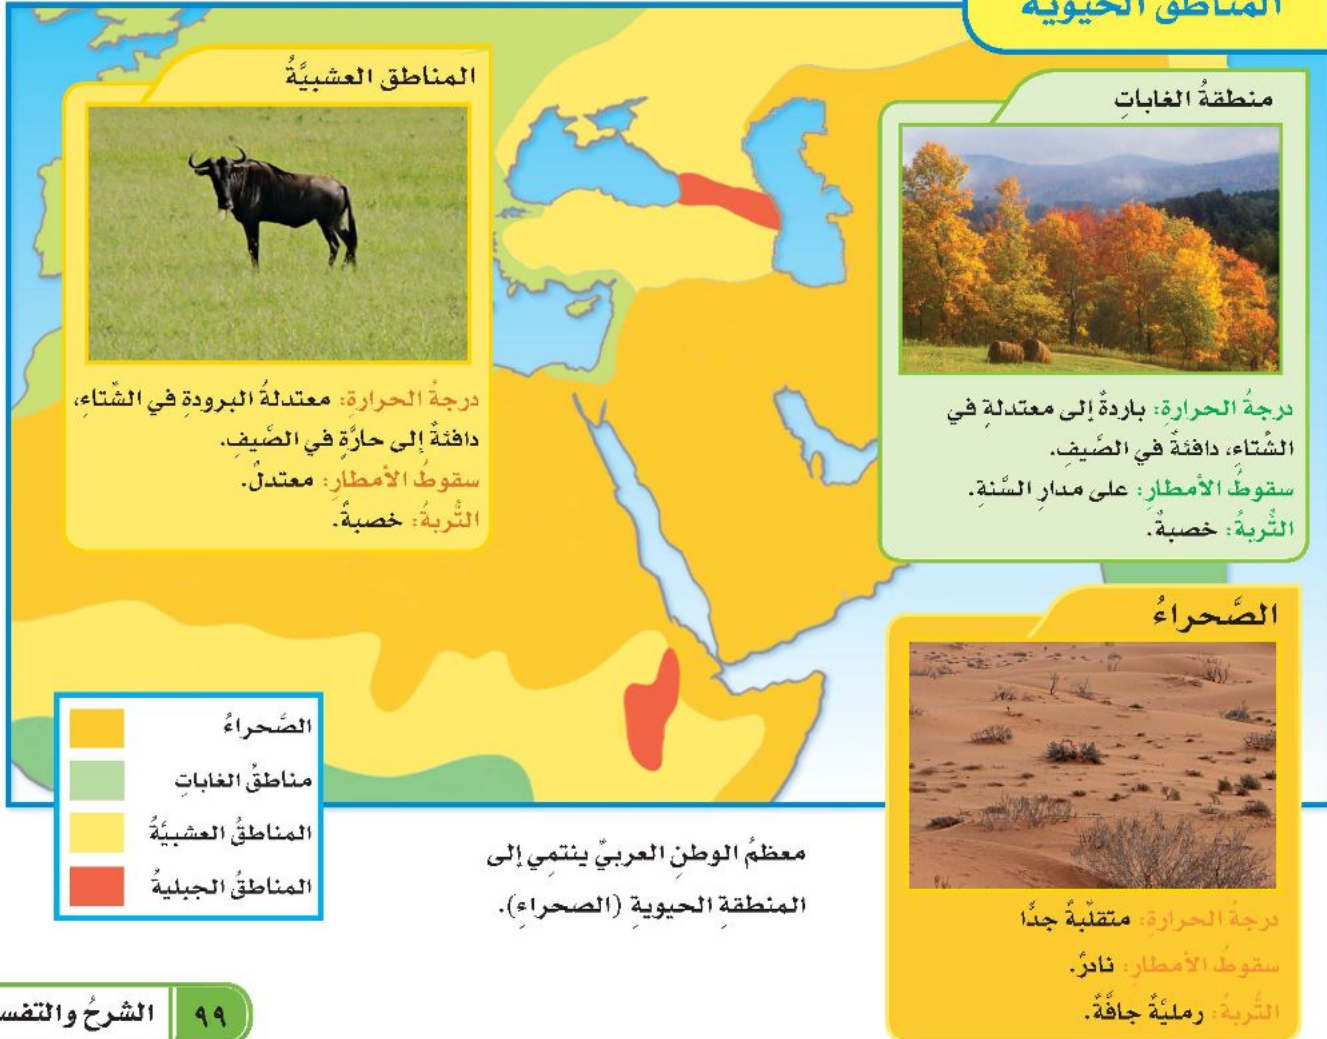 المناطق الحيوية
منطقةُ الغاباتِ
درجةُ الحرارةِ: باردةٌ إلى معتدلةٍ في
الشِّتاءِ، دافئةٌ في الصَّيفِ.
سقوطُ الأمطارِ: على مدارِ السَّنةِ.
التُّربةُ: خصبةٌ.
المناطق العشبيَّةُ
درجةُ الحرارةِ: معتدلةُ البرودةِ في الشِّتاءِ،
دافئةٌ إلى حارَّةٍ في الصَّيفِ.
سقوطُ الأمطارِ: معتدلٌ.
التُّربةُ: خصبةٌ.
الصَّحراءُ
درجةُ الحرارةِ: متقلِّبةٌ جدًّا
سقوطُ الأمطارِ: نادرٌ.
التُّربةُ: رمليَّةٌ جافَّةٌ.
الصَّحراءُ
مناطقُ الغاباتِ
المناطقُ العشبيَّةُ
المناطقُ الجبليةُ
معظمُ الوطنِ العربيِّ ينتمِي إلى
المنطقةِ الحيويةِ (الصحراءِ).
٩٩ الشرحُ والتفس